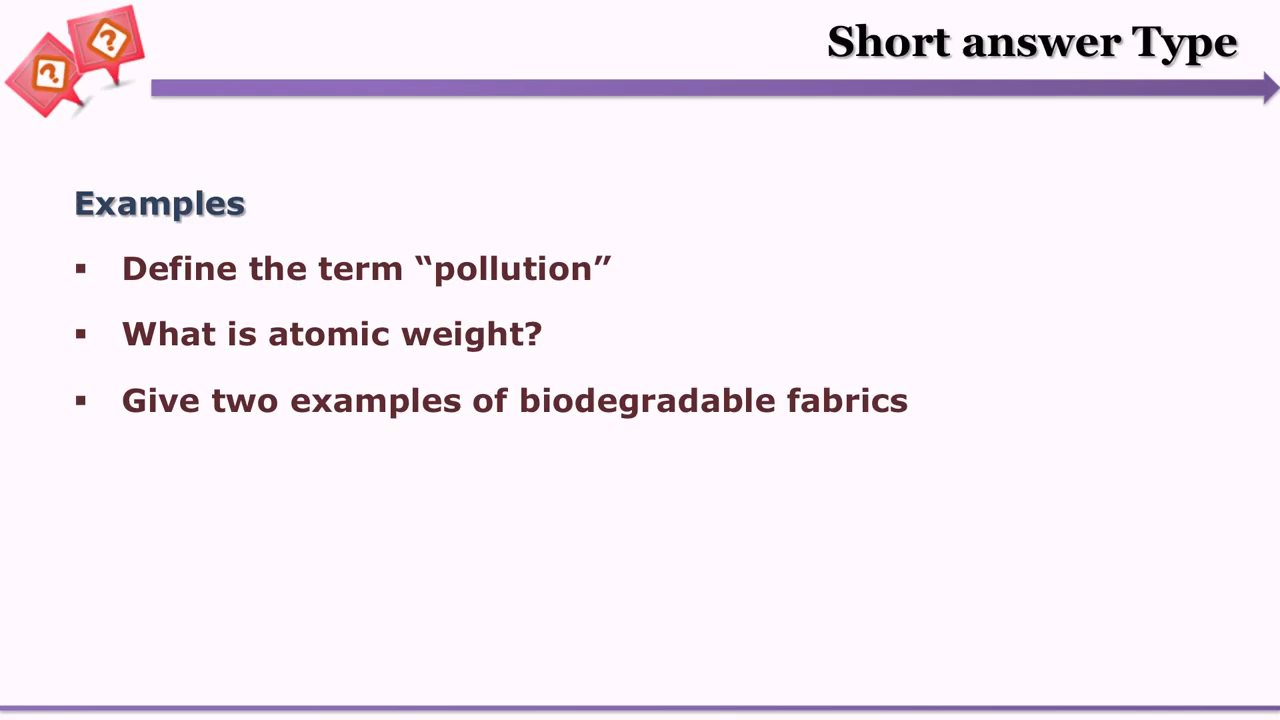 Short answer Type
Examples
▪ Define the term “pollution”
▪ What is atomic weight?
▪ Give two examples of biodegradable fabrics
? ?